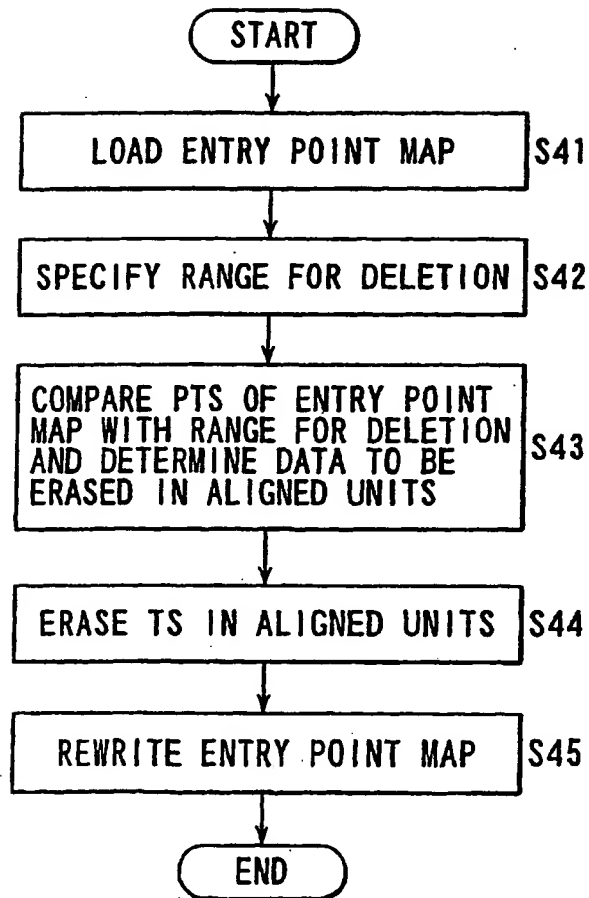 START
LOAD ENTRY POINT MAP S41
SPECIFY RANGE FOR DELETION S42
COMPARE PTS OF ENTRY POINT
MAP WITH RANGE FOR DELETION
AND DETERMINE DATA TO BE
ERASED IN ALIGNED UNITS
S43
ERASE TS IN ALIGNED UNITS S44
REWRITE ENTRY POINT MAP S45
END